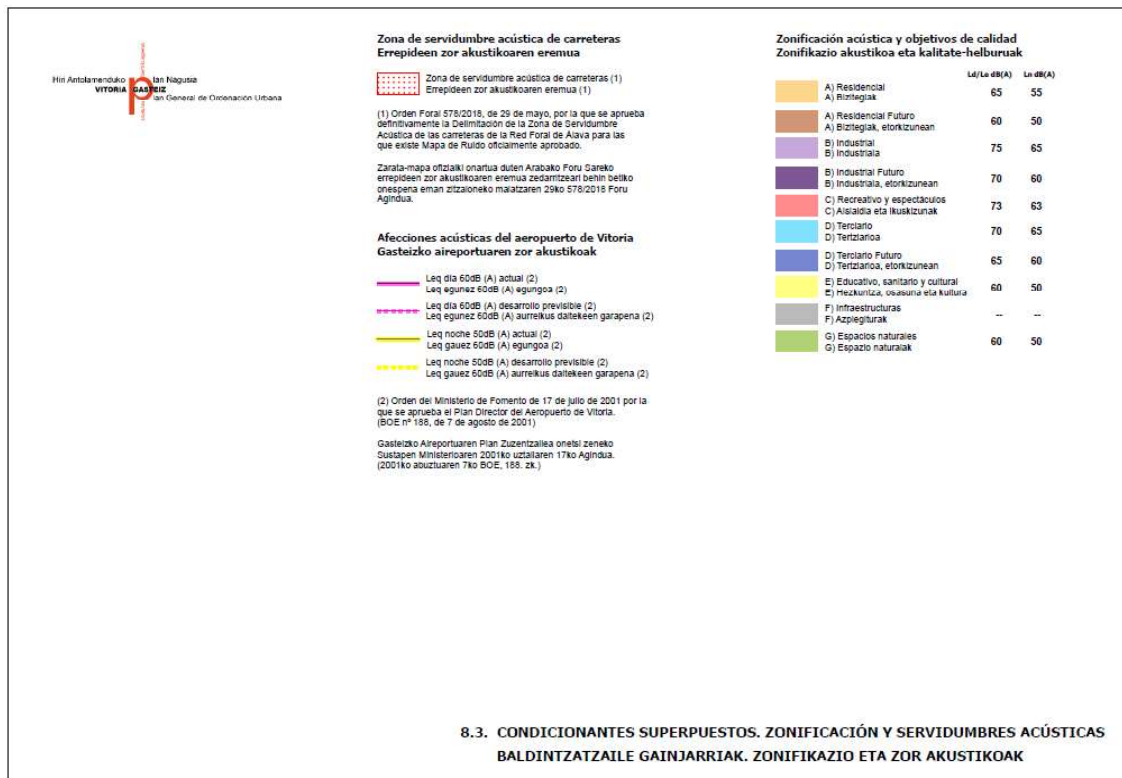 Hiri Antolamenduko
Plan Nagusia
VITORIA GASTEIZ
Plan General de Ordenación Urbana
Zona de servidumbre acústica de carreteras
Errepideen zor akustikoaren eremua
Zona de servidumbre acústica de carreteras (1)
Errepideen zor akustikoaren eremua (1)
(1) Orden Foral 578/2018, de 29 de mayo, por la que se aprueba
definitivamente la Delimitación de la Zona de Servidumbre
Acústica de las carreteras de la Red Foral de Álava para las
que existe Mapa de Ruido oficialmente aprobado.
Zarata-mapa ofizialki onartua duten Arabako Foru Sareko
errepideen zor akustikoaren eremua zedarritzeari behin betiko
onespena eman zitzaioneko maiatzaren 29ko 578/2018 Foru
Agindua.
Afecciones acústicas del aeropuerto de Vitoria
Gasteizko aireportuaren zor akustikoak
Leq día 60dB (A) actual (2)
Leq egunez 60dB (A) egungoa (2)
Leq día 60dB (A) desarrollo previsible (2)
Leq egunez 60dB (A) aurreikus daitekeen garapena (2)
Leq noche 50dB (A) actual (2)
Leq gauez 60dB (A) egungoa (2)
Leq noche 50dB (A) desarrollo previsible (2)
Leq gauez 60dB (A) aurreikus daitekeen garapena (2)
(2) Orden del Ministerio de Fomento de 17 de julio de 2001 por la
que se aprueba el Plan Director del Aeropuerto de Vitoria.
(BOE nº 188, de 7 de agosto de 2001)
Gasteizko Aireportuaren Plan Zuzentzailea onetsi zeneko
Sustapen Ministerioaren 2001ko uztailaren 17ko Agindua.
(2001ko abuztuaren 7ko BOE, 188. zk.)
Zonificación acústica y objetivos de calidad
Zonifikazio akustikoa eta kalitate-helburuak
Ld/Le dB(A) Ln dB(A)
A) Residencial
A) Bizitegiak
65 55
A) Residencial Futuro
A) Bizitegiak, etorkizunean
60 50
B) Industrial
B) Industriala
75 65
B) Industrial Futuro
B) Industriala, etorkizunean
70 60
C) Recreativo y espectáculos
C) Aisialdia eta ikuskizunak
73 63
D) Terciario
D) Tertziarioa
70 65
D) Terciario Futuro
D) Tertziarioa, etorkizunean
65 60
E) Educativo, sanitario y cultural
E) Hezkuntza, osasuna eta kultura
60 50
F) Infraestructuras
F) Azpiegiturak
-- --
G) Espacios naturales
G) Espazio naturalak
60 50
8.3. CONDICIONANTES SUPERPUESTOS. ZONIFICACIÓN Y SERVIDUMBRES ACÚSTICAS
BALDINTZATZAILE GAINJARRIAK. ZONIFIKAZIO ETA ZOR AKUSTIKOAK